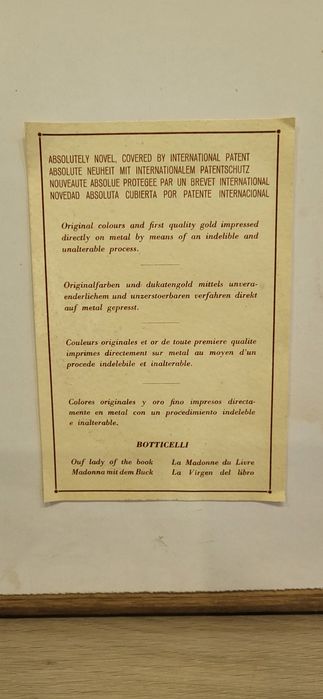 ABSOLUTELY NOVEL, COVERED BY INTERNATIONAL PATENT
ABSOLUTE NEUHEIT MIT INTERNATIONALEM PATENTSCHUTZ
NOUVEAUTE ABSOLUE PROTEGEE PAR UN BREVET INTERNATIONAL
NOVEDAD ABSOLUTA CUBIERTA POR PATENTE INTERNACIONAL
Original colours and first quality gold impressed
directly on metal by means of an indelible and
unalterable process.
Originalfarben und dukatengold mittels unvera-
enderlichem und unzerstoerbaren verfahren direkt
auf metal gepresst.
Couleurs originales et or de toute premiere qualite
imprimes directement sur metal au moyen d'un
procede indelebile et inalterable.
Colores originales y oro fino impresos directa-
mente en metal con un procedimiento indeleble
e inalterable.
BOTTICELLI
Ouf lady of the book La Madonne du Livre
Madonna mit dem Buck La Virgen del libro